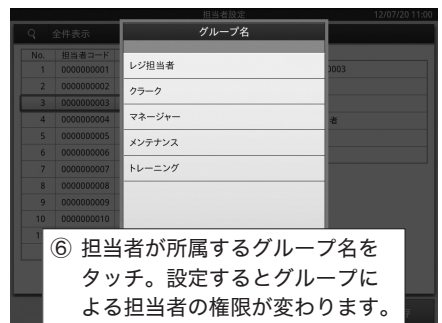 担当者設定
12/07/20 11:00
全件表示
グループ名
No.
担当者コード
1 0000000001
2 0000000002
3 0000000003
4 0000000004
5 0000000005
6 0000000006
7 0000000007
8 0000000008
9 0000000009
10 0000000010
レジ担当者
クラーク
マネージャー
メンテナンス
トレーニング
0003
者
⑥ 担当者が所属するグループ名を
タッチ。設定するとグループに
よる担当者の権限が変わります。